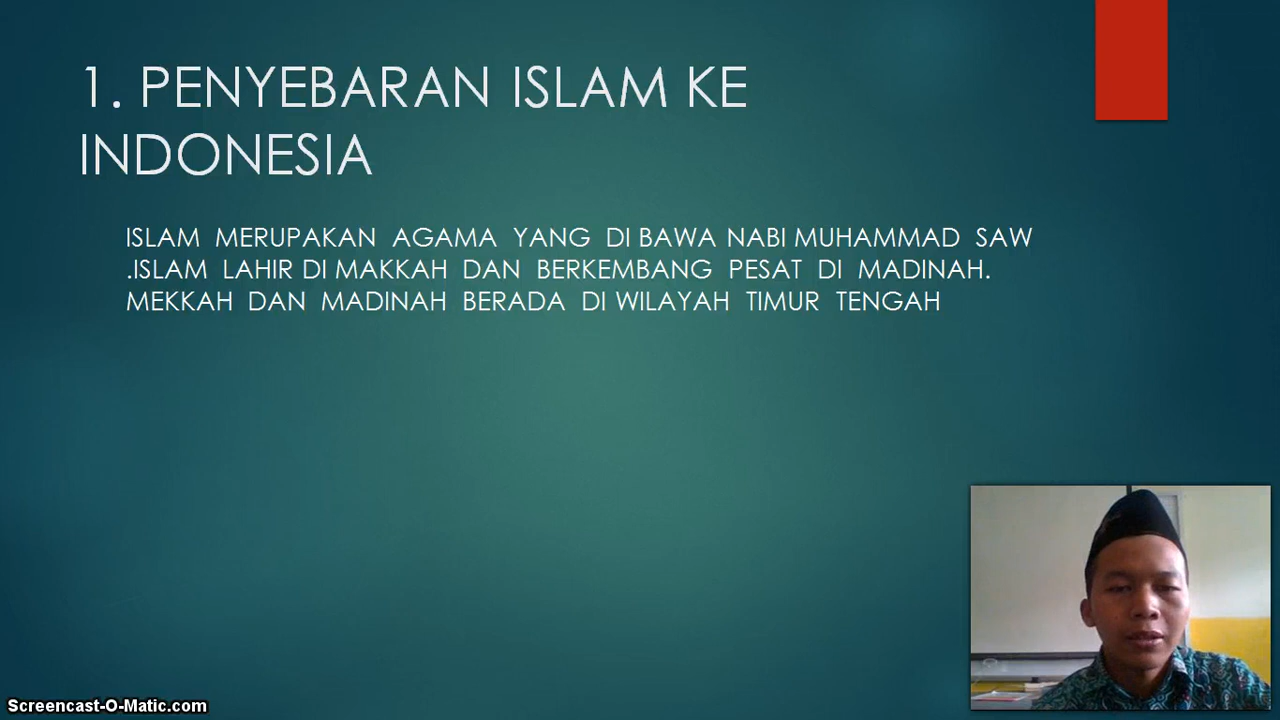 1. PENYEBARAN ISLAM KE
INDONESIA
ISLAM MERUPAKAN AGAMA YANG DI BAWA NABI MUHAMMAD SAW
.ISLAM LAHIR DI MAKKAH DAN BERKEMBANG PESAT DI MADINAH.
MEKKAH DAN MADINAH BERADA DI WILAYAH TIMUR TENGAH
Screencast-O-Matic.com